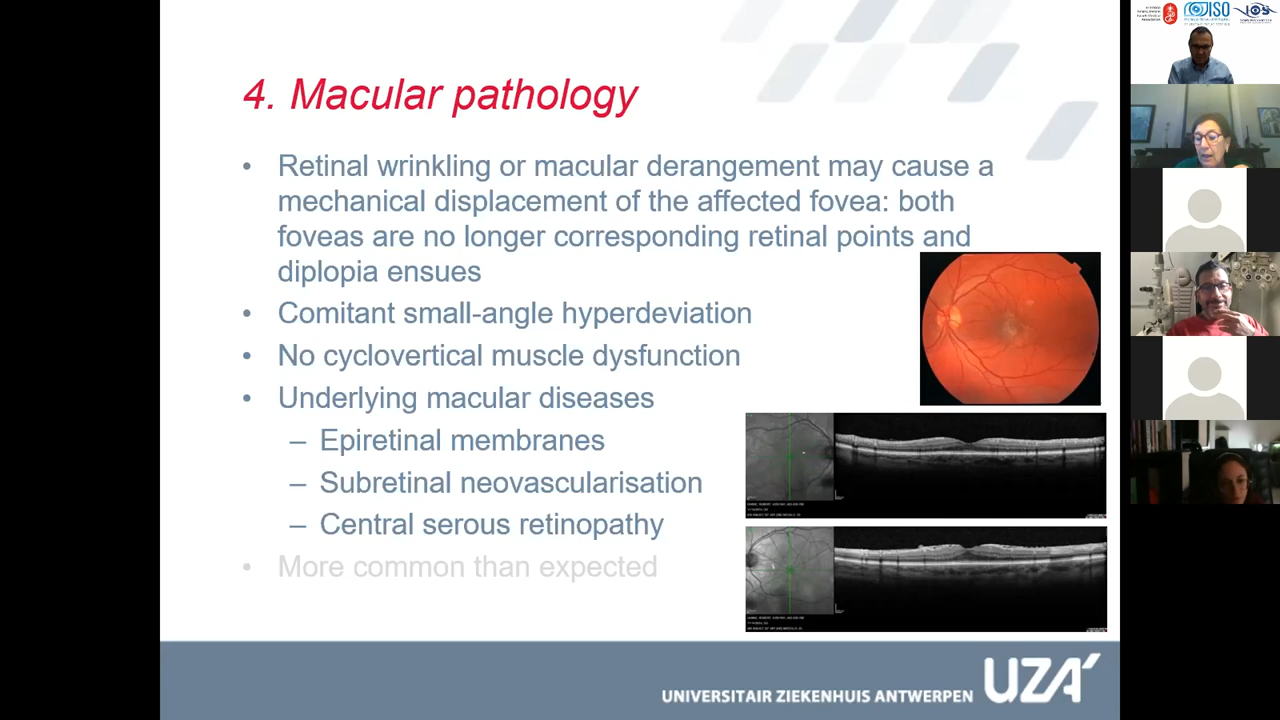 4. Macular pathology
• Retinal wrinkling or macular derangement may cause a
mechanical displacement of the affected fovea: both
foveas are no longer corresponding retinal points and
diplopia ensues
• Comitant small-angle hyperdeviation
• No cyclovertical muscle dysfunction
• Underlying macular diseases
– Epiretinal membranes
– Subretinal neovascularisation
– Central serous retinopathy
• More common than expected
UNIVERSITAIR ZIEKENHUIS ANTWERPEN
UZA
ISO
IOS